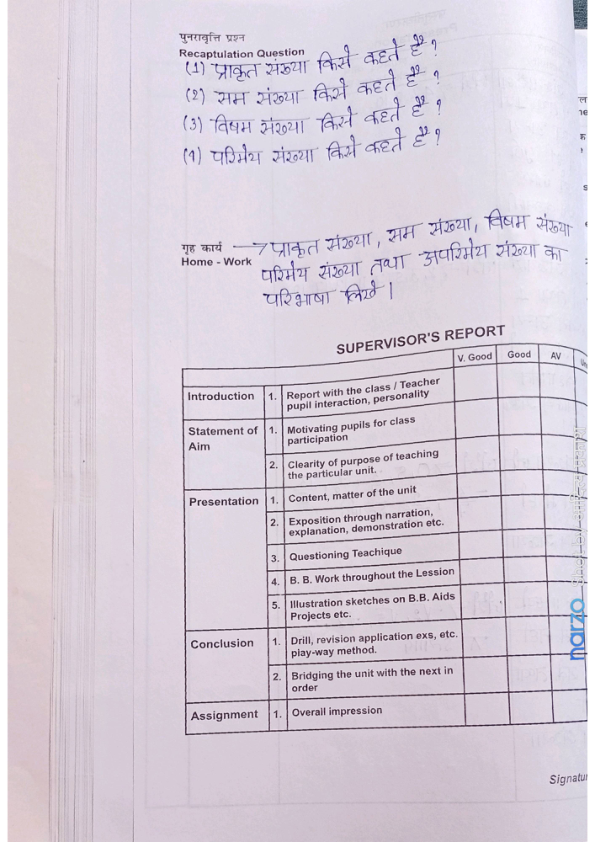 पुनरावृत्ति प्रश्न
Recaptulation Question
(1) प्राकृत संख्या किसे कहते हैं ?
(2) सम संख्या किसे कहते हैं ?
(3) विषम संख्या किसे कहते हैं ?
(1) परिमेय संख्या किसे कहते हैं ?
गृह कार्य → प्राकृत संख्या, सम संख्या, विषम संख्या
Home - Work परिमेय संख्या तथा अपरिमेय संख्या का
परिभाषा लिखें |
SUPERVISOR'S REPORT
V. Good Good AV
Introduction 1. Report with the class / Teacher
pupil interaction, personality
Statement of Aim 1. Motivating pupils for class
participation
2. Clearity of purpose of teaching
the particular unit.
Presentation 1. Content, matter of the unit
2. Exposition through narration,
explanation, demonstration etc.
3. Questioning Teachique
4. B. B. Work throughout the Lession
5. Illustration sketches on B.B. Aids
Projects etc.
Conclusion 1. Drill, revision application exs, etc.
play-way method.
2. Bridging the unit with the next in
order
Assignment 1. Overall impression
Signatu
narzo